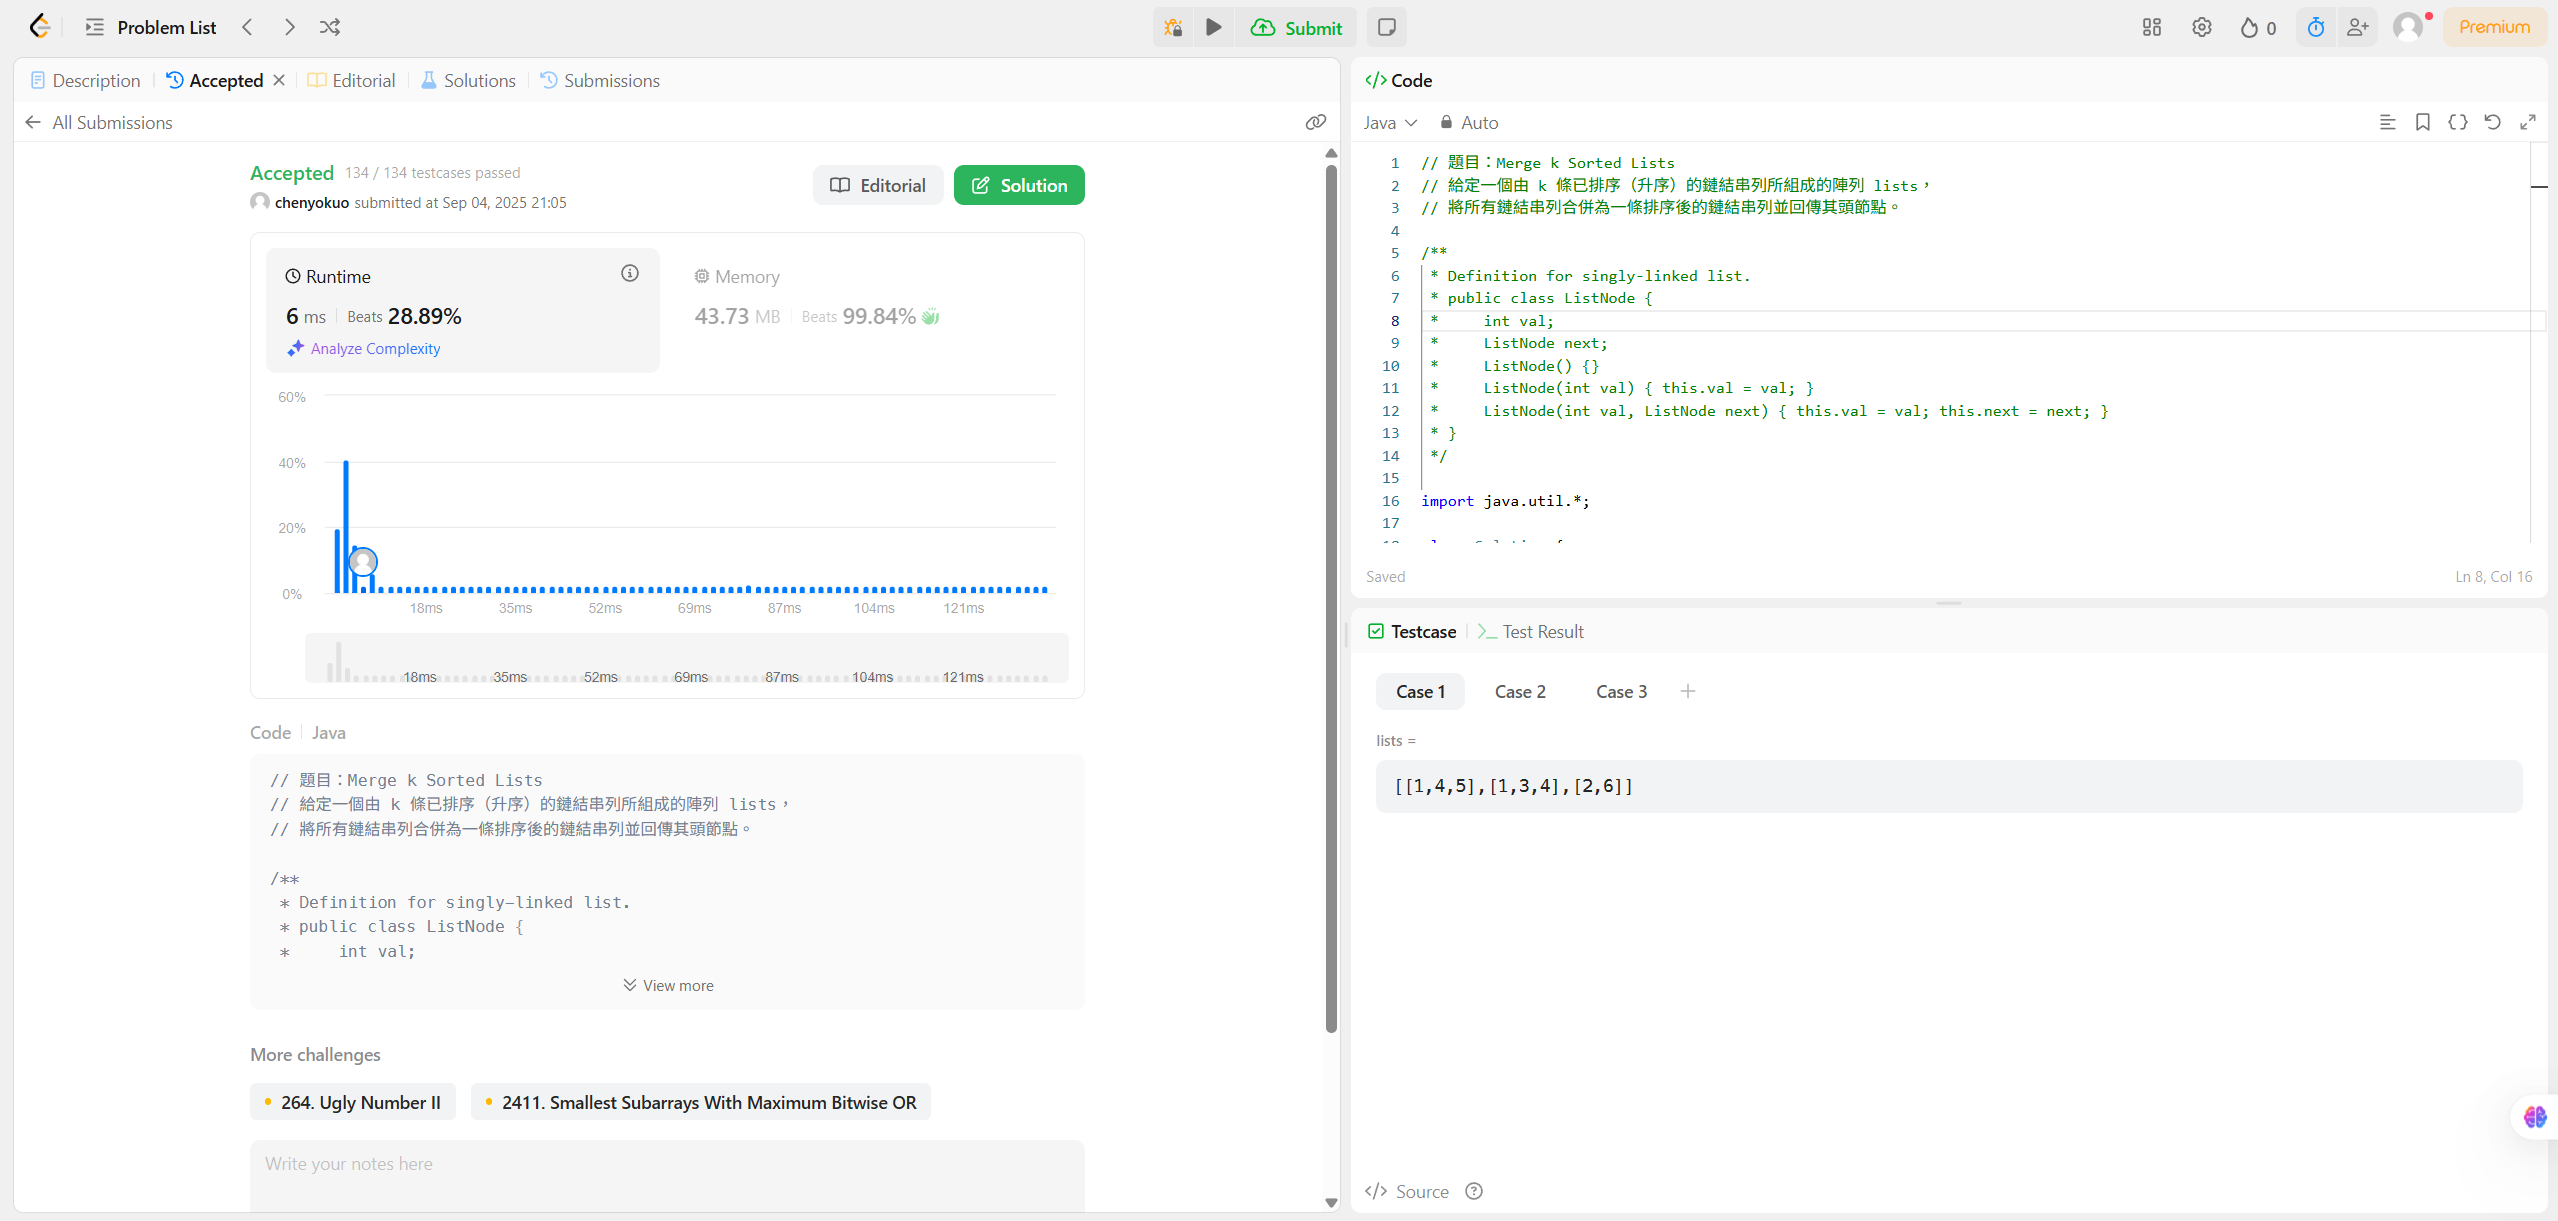 Problem List
Submit
0
Premium
Description
Accepted
Editorial
Solutions
Submissions
All Submissions
Accepted 134 / 134 testcases passed
chenyokuo submitted at Sep 04, 2025 21:05
Editorial
Solution
Runtime
6 ms Beats 28.89%
Analyze Complexity
Memory
43.73 MB Beats 99.84%
60%
40%
20%
0%
18ms 35ms 52ms 69ms 87ms 104ms 121ms
18ms 35ms 52ms 69ms 87ms 104ms 121ms
Code Java
// 題目：Merge k Sorted Lists
// 給定一個由 k 條已排序（升序）的鏈結串列所組成的陣列 lists，
// 將所有鏈結串列合併為一條排序後的鏈結串列並回傳其頭節點。
/**
* Definition for singly-linked list.
* public class ListNode {
* int val;
View more
More challenges
264. Ugly Number II
2411. Smallest Subarrays With Maximum Bitwise OR
Write your notes here
</> Code
Java
Auto
1 // 題目：Merge k Sorted Lists
2 // 給定一個由 k 條已排序（升序）的鏈結串列所組成的陣列 lists，
3 // 將所有鏈結串列合併為一條排序後的鏈結串列並回傳其頭節點。
4
5 /**
6 * Definition for singly-linked list.
7 * public class ListNode {
8 * int val;
9 * ListNode next;
10 * ListNode() {}
11 * ListNode(int val) { this.val = val; }
12 * ListNode(int val, ListNode next) { this.val = val; this.next = next; }
13 * }
14 */
15
16 import java.util.*;
17
Saved
Ln 8, Col 16
Testcase
Test Result
Case 1
Case 2
Case 3
lists =
[[1,4,5],[1,3,4],[2,6]]
</> Source